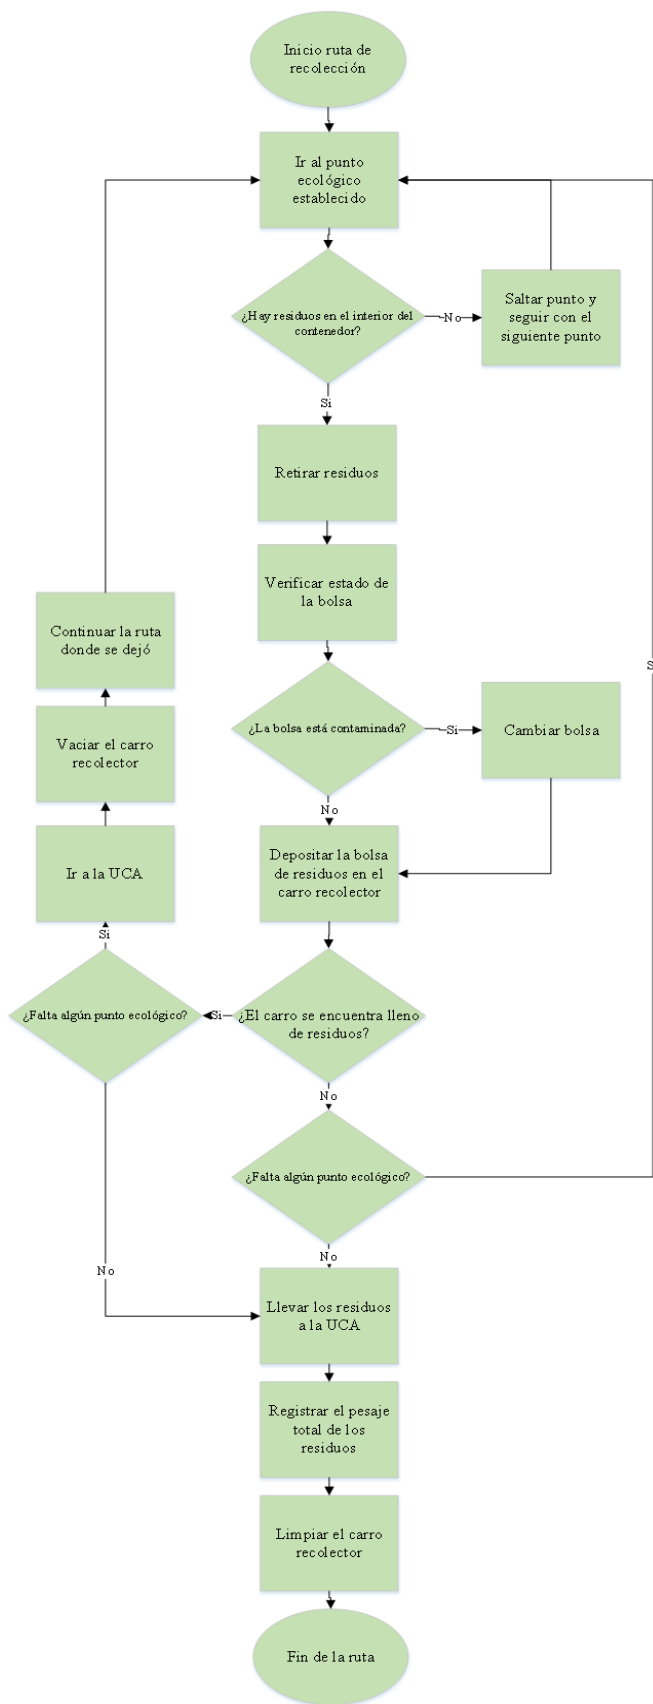 Inicio ruta de
recolección
Ir al punto
ecológico
establecido
¿Hay residuos en el interior del
contenedor?
No
Saltar punto y
seguir con el
siguiente punto
Si
Retirar residuos
Verificar estado de
la bolsa
Continuar la ruta
donde se dejó
¿La bolsa está contaminada?
Si
Cambiar bolsa
Vaciar el carro
recolector
No
Depositar la bolsa
de residuos en el
carro recolector
Ir a la UCA
Si
¿Falta algún punto ecológico?
Si
¿El carro se encuentra lleno
de residuos?
No
¿Falta algún punto ecológico?
No
No
Llevar los residuos
a la UCA
Registrar el pesaje
total de los
residuos
Limpiar el carro
recolector
Fin de la ruta